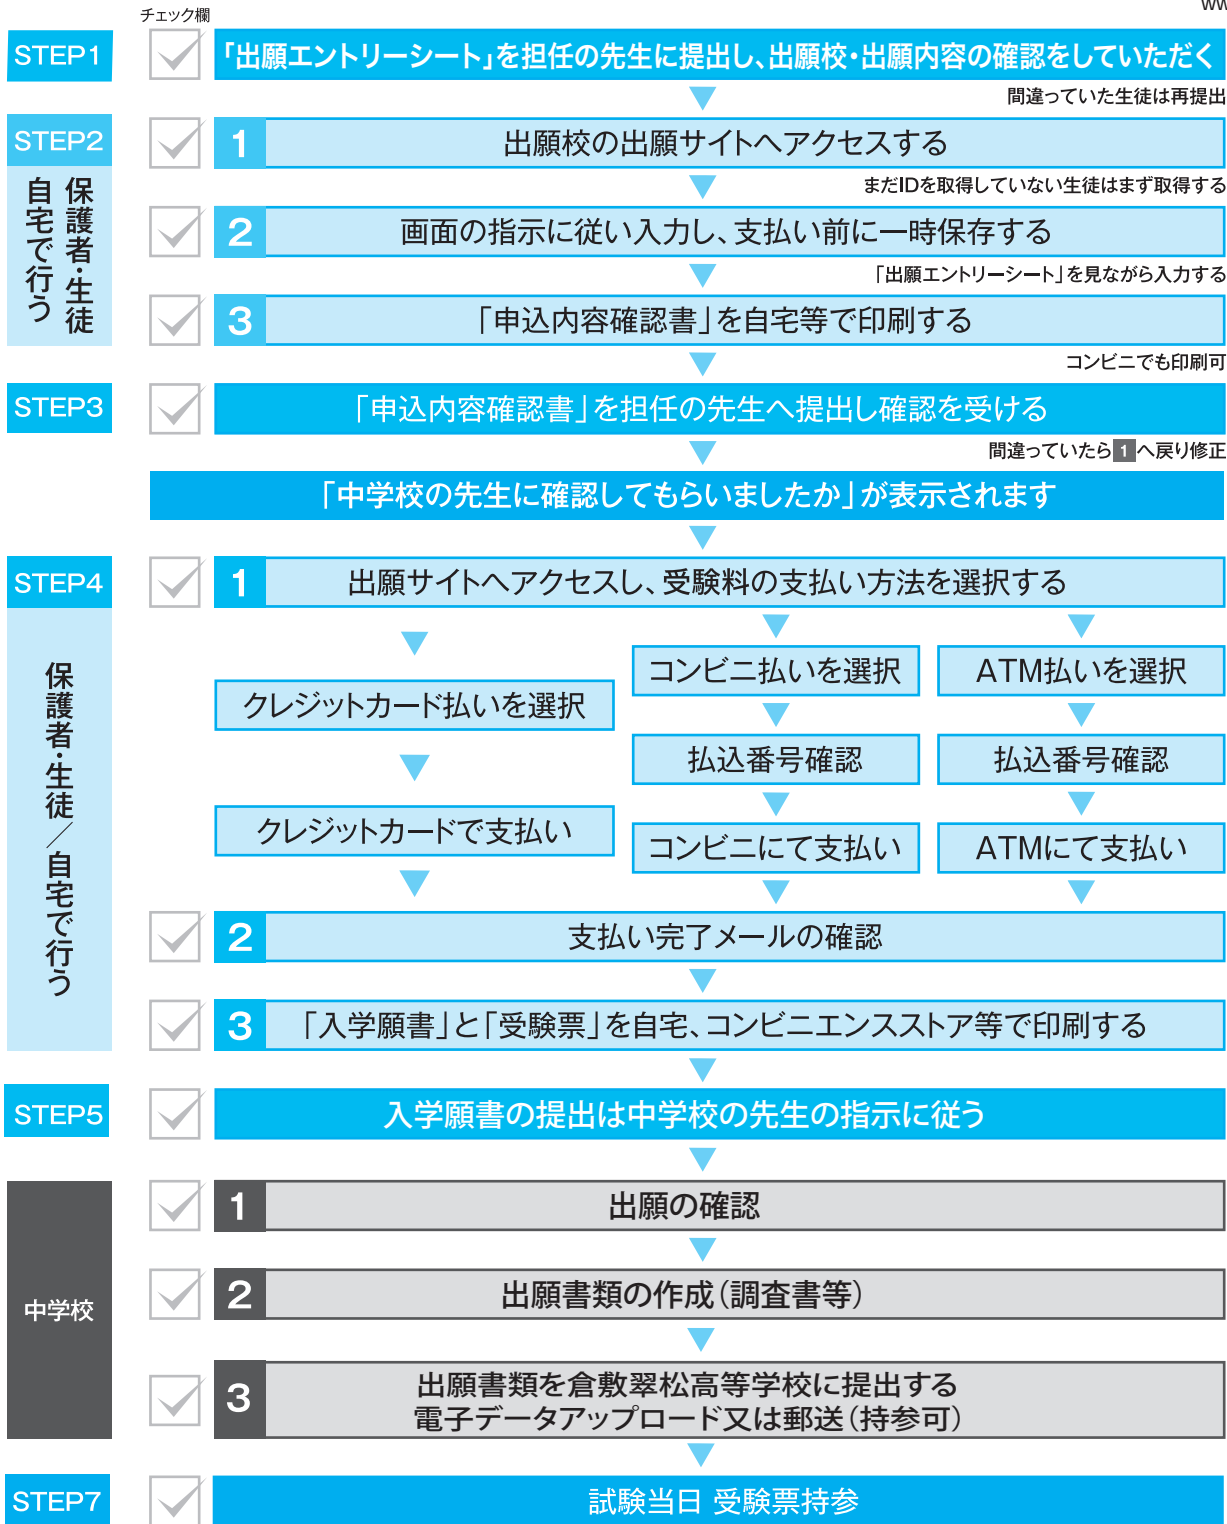 チェック欄
STEP1
「出願エントリーシート」を担任の先生に提出し、出願校・出願内容の確認をしていただく
間違っていた生徒は再提出
STEP2
保護者・生徒
自宅で行う
1 出願校の出願サイトへアクセスする
まだIDを取得していない生徒はまず取得する
2 画面の指示に従い入力し、支払い前に一時保存する
「出願エントリーシート」を見ながら入力する
3 「申込内容確認書」を自宅等で印刷する
コンビニでも印刷可
STEP3
「申込内容確認書」を担任の先生へ提出し確認を受ける
間違っていたら1へ戻り修正
「中学校の先生に確認してもらいましたか」が表示されます
STEP4
保護者・生徒／自宅で行う
1 出願サイトへアクセスし、受験料の支払い方法を選択する
クレジットカード払いを選択
クレジットカードで支払い
コンビニ払いを選択
払込番号確認
コンビニにて支払い
ATM払いを選択
払込番号確認
ATMにて支払い
2 支払い完了メールの確認
3 「入学願書」と「受験票」を自宅、コンビニエンスストア等で印刷する
STEP5
入学願書の提出は中学校の先生の指示に従う
中学校
1 出願の確認
2 出願書類の作成（調査書等）
3 出願書類を倉敷翠松高等学校に提出する
電子データアップロード又は郵送（持参可）
STEP7
試験当日 受験票持参